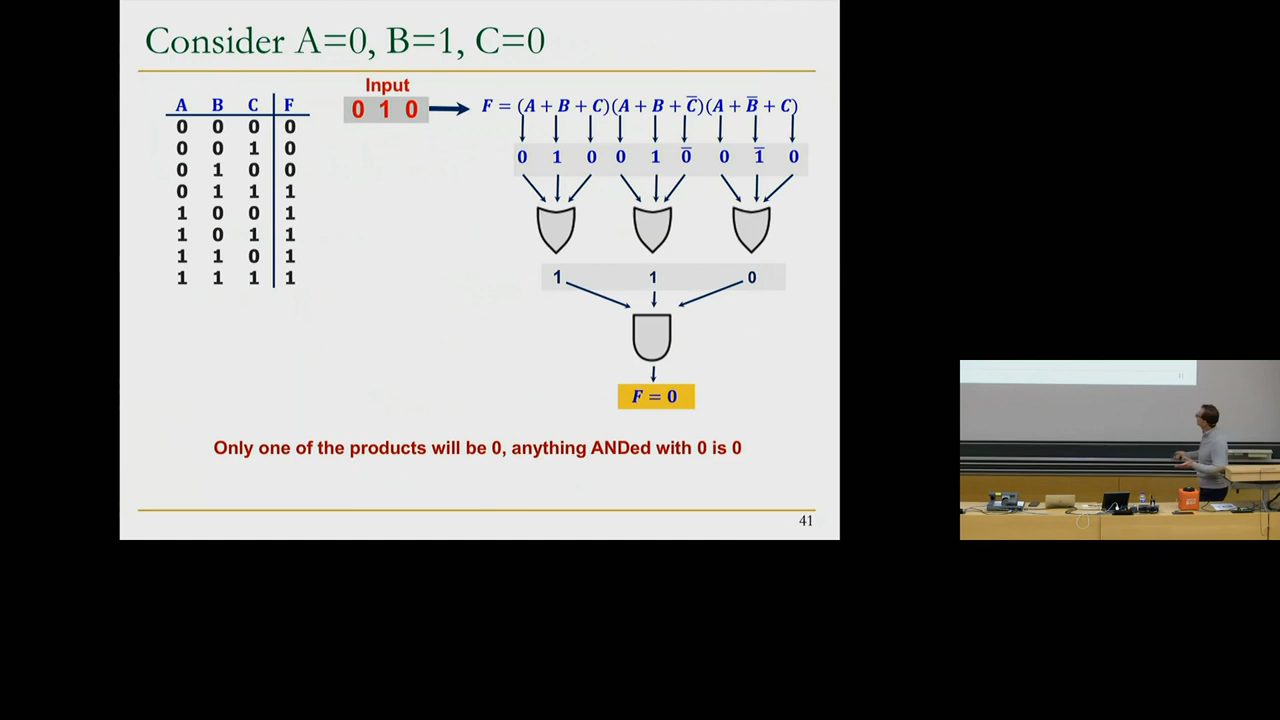 Consider A=0, B=1, C=0
A B C F
0 0 0 0
0 0 1 0
0 1 0 0
0 1 1 1
1 0 0 1
1 0 1 1
1 1 0 1
1 1 1 1
Input
0 1 0
F = (A + B + C)(A + B + C̅)(A + B̅ + C)
0 1 0 0 1 0̅ 0 1̅ 0
1 1 0
F = 0
Only one of the products will be 0, anything ANDed with 0 is 0
41